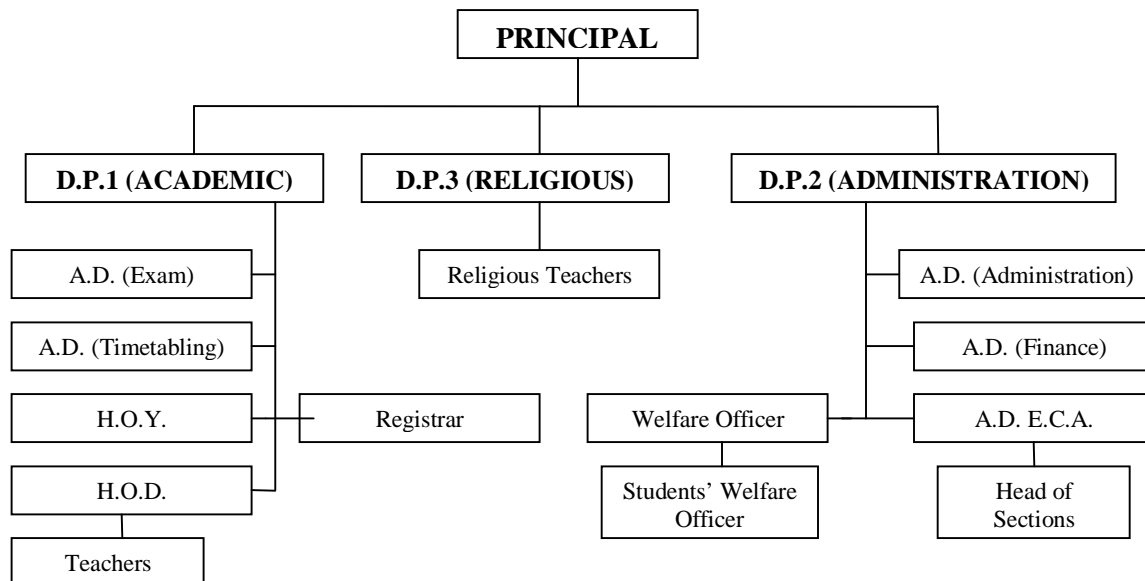 PRINCIPAL
D.P.1 (ACADEMIC)
D.P.3 (RELIGIOUS)
D.P.2 (ADMINISTRATION)
A.D. (Exam)
Religious Teachers
A.D. (Administration)
A.D. (Timetabling)
A.D. (Finance)
H.O.Y.
Registrar
Welfare Officer
A.D. E.C.A.
H.O.D.
Students’ Welfare
Officer
Head of
Sections
Teachers